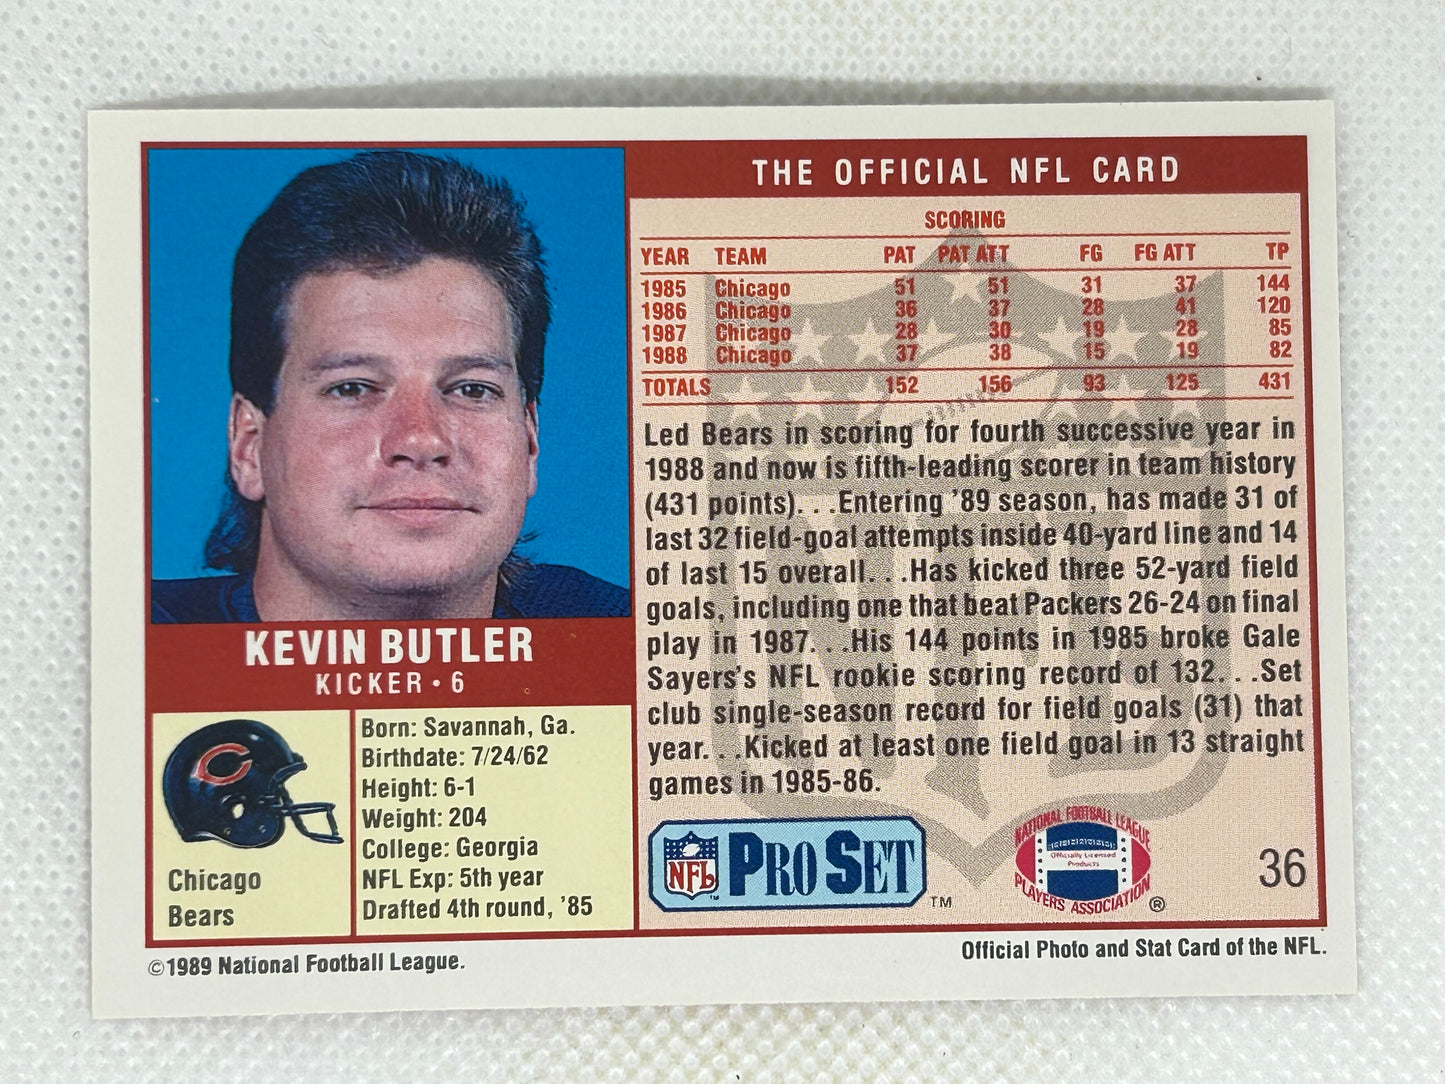 THE OFFICIAL NFL CARD
SCORING
YEAR TEAM PAT PAT ATT FG FG ATT TP
1985 Chicago 51 51 31 37 144
1986 Chicago 36 37 28 41 120
1987 Chicago 28 30 19 28 85
1988 Chicago 37 38 15 19 82
TOTALS 152 156 93 125 431
Led Bears in scoring for fourth successive year in
1988 and now is fifth-leading scorer in team history
(431 points). . .Entering '89 season, has made 31 of
last 32 field-goal attempts inside 40-yard line and 14
of last 15 overall. . .Has kicked three 52-yard field
goals, including one that beat Packers 26-24 on final
play in 1987. . .His 144 points in 1985 broke Gale
Sayers's NFL rookie scoring record of 132. . .Set
club single-season record for field goals (31) that
year. . .Kicked at least one field goal in 13 straight
games in 1985-86.
KEVIN BUTLER
KICKER • 6
C
Chicago
Bears
Born: Savannah, Ga.
Birthdate: 7/24/62
Height: 6-1
Weight: 204
College: Georgia
NFL Exp: 5th year
Drafted 4th round, '85
NFL PRO SET TM
NATIONAL FOOTBALL LEAGUE
Officially Licensed
Products
PLAYERS ASSOCIATION ®
36
©1989 National Football League.
Official Photo and Stat Card of the NFL.